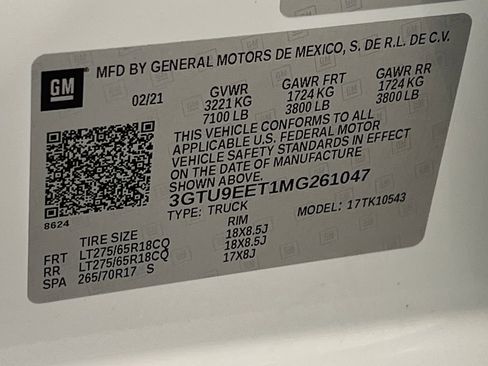 GM
MFD BY GENERAL MOTORS DE MEXICO, S. DE R.L. DE C.V.
02/21 GVWR GAWR FRT GAWR RR
3221 KG 1724 KG 1724 KG
7100 LB 3800 LB 3800 LB
THIS VEHICLE CONFORMS TO ALL
APPLICABLE U.S. FEDERAL MOTOR
VEHICLE SAFETY STANDARDS IN EFFECT
ON THE DATE OF MANUFACTURE
SHOWN ABOVE.
3GTU9EET1MG261047
TYPE: TRUCK MODEL: 17TK10543
8624
TIRE SIZE RIM
FRT LT275/65R18CQ 18X8.5J
RR LT275/65R18CQ 18X8.5J
SPA 265/70R17 S 17X8J